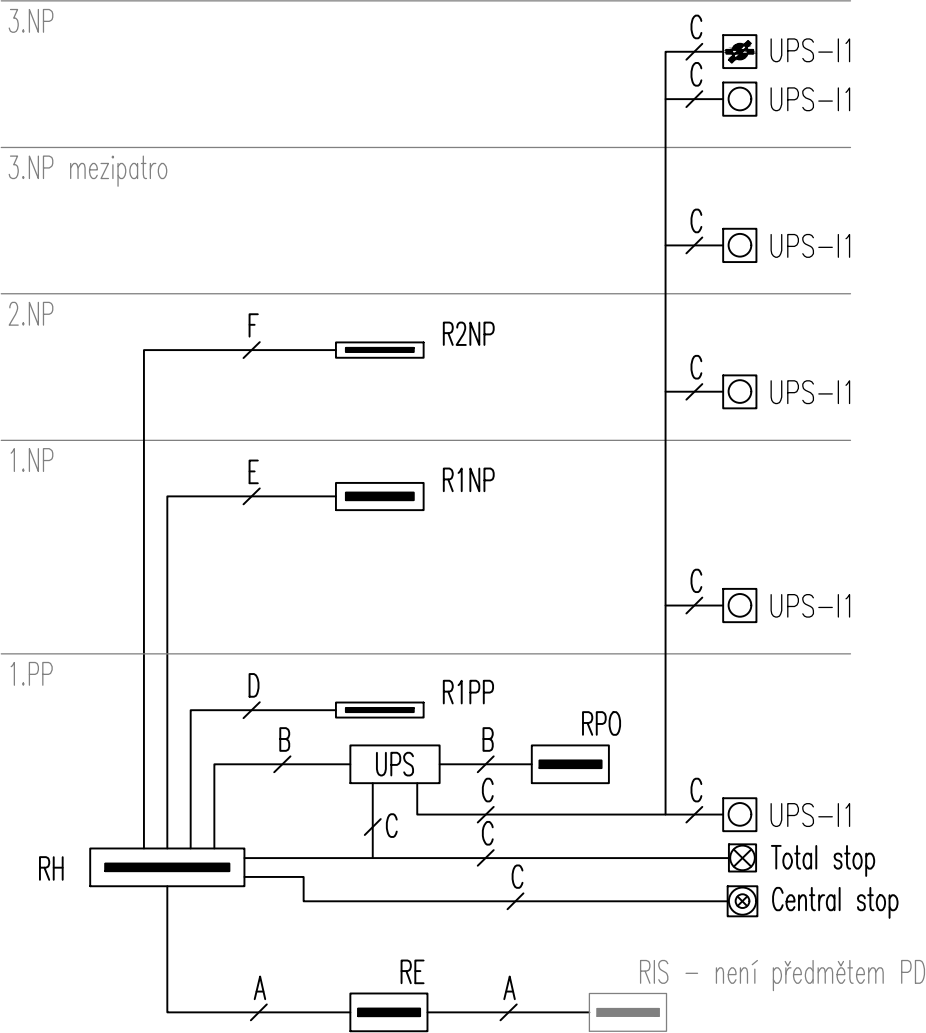 3.NP
C
UPS-I1
C
UPS-I1
3.NP mezipatro
C
UPS-I1
2.NP
F
R2NP
C
UPS-I1
1.NP
E
R1NP
C
UPS-I1
1.PP
D
R1PP
RPO
B
UPS
B
C
C
UPS-I1
C
C
RH
Total stop
C
Central stop
A
RE
A
RIS - není předmětem PD